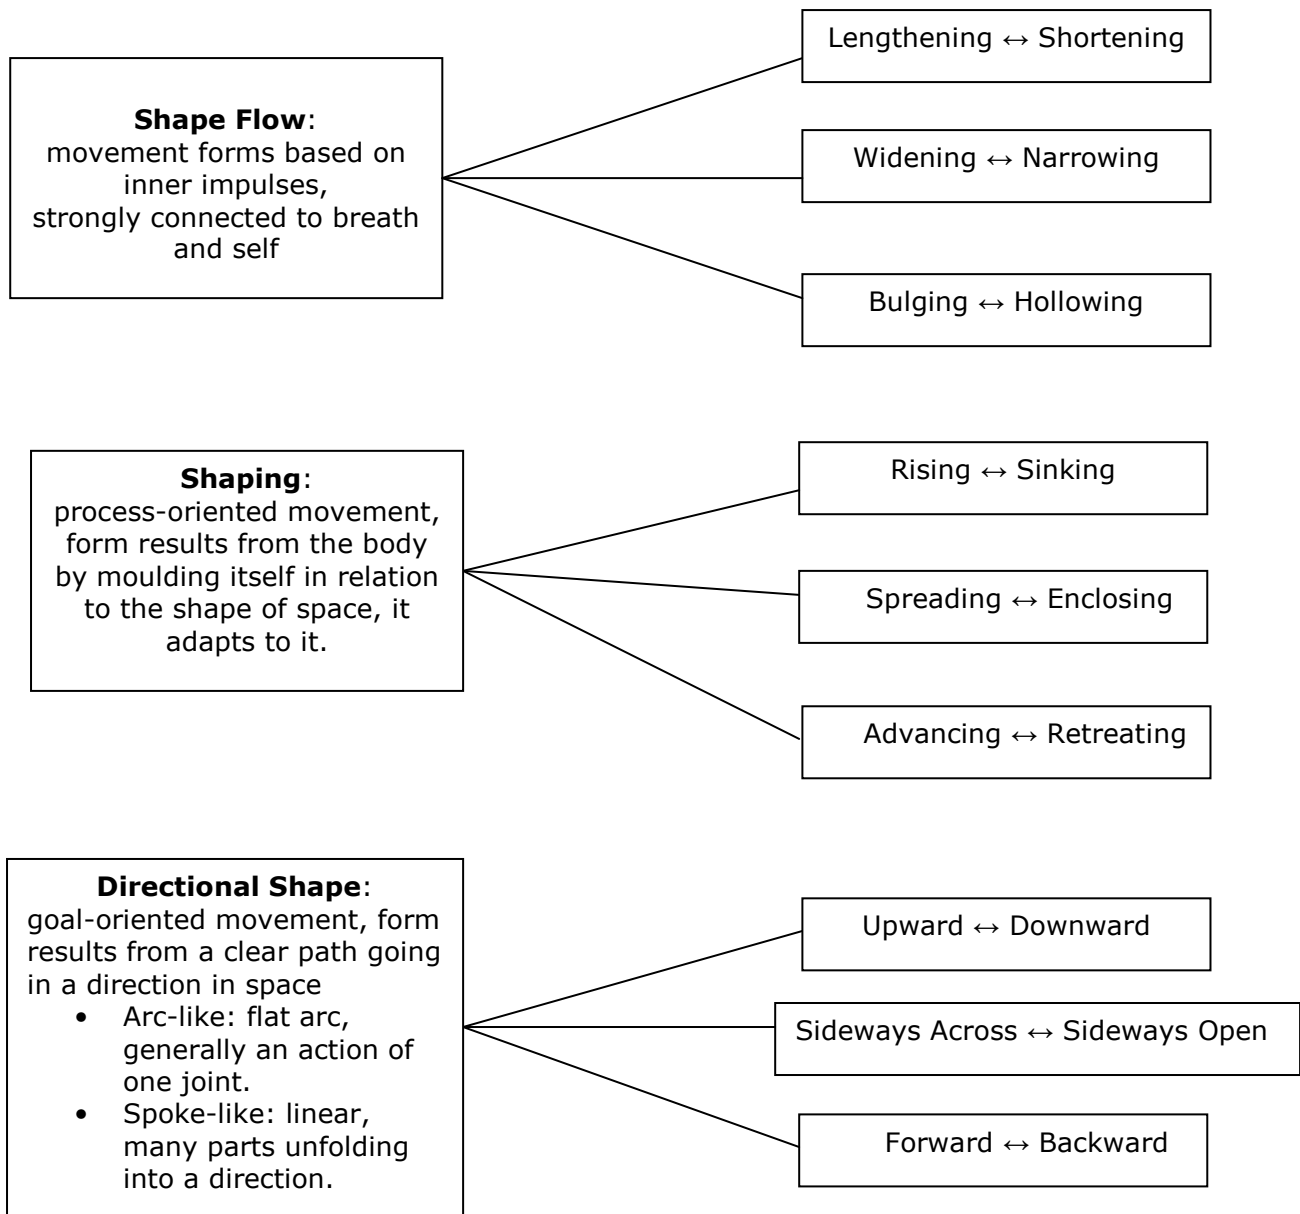 Shape Flow:
movement forms based on
inner impulses,
strongly connected to breath
and self
Lengthening ↔ Shortening
Widening ↔ Narrowing
Bulging ↔ Hollowing
Shaping:
process-oriented movement,
form results from the body
by moulding itself in relation
to the shape of space, it
adapts to it.
Rising ↔ Sinking
Spreading ↔ Enclosing
Advancing ↔ Retreating
Directional Shape:
goal-oriented movement, form
results from a clear path going
in a direction in space
• Arc-like: flat arc,
generally an action of
one joint.
• Spoke-like: linear,
many parts unfolding
into a direction.
Upward ↔ Downward
Sideways Across ↔ Sideways Open
Forward ↔ Backward